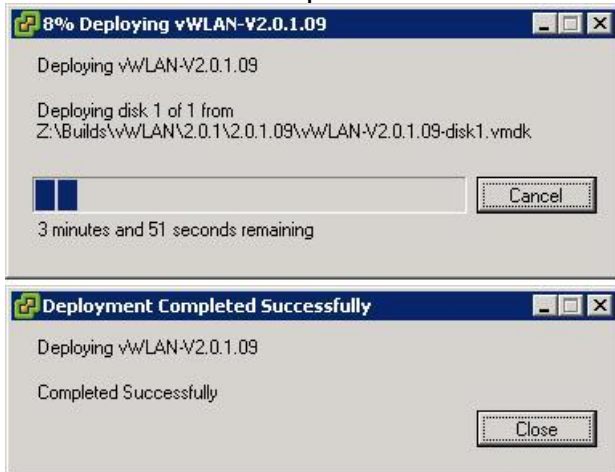 8% Deploying vWLAN-V2.0.1.09
Deploying vWLAN-V2.0.1.09
Deploying disk 1 of 1 from
Z:\Builds\vWLAN\2.0.1\2.0.1.09\vWLAN-V2.0.1.09-disk1.vmdk
Cancel
3 minutes and 51 seconds remaining
Deployment Completed Successfully
Deploying vWLAN-V2.0.1.09
Completed Successfully
Close